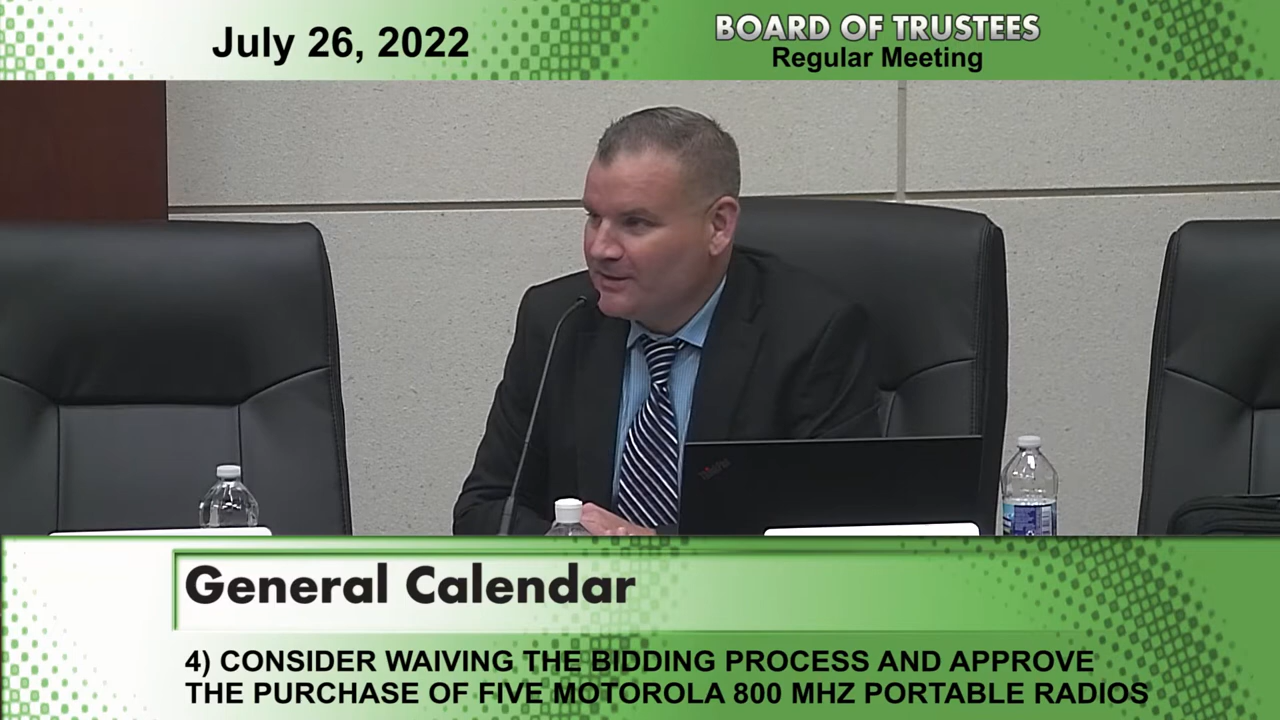 July 26, 2022
BOARD OF TRUSTEES
Regular Meeting
ThinkPad
General Calendar
4) CONSIDER WAIVING THE BIDDING PROCESS AND APPROVE
THE PURCHASE OF FIVE MOTOROLA 800 MHZ PORTABLE RADIOS